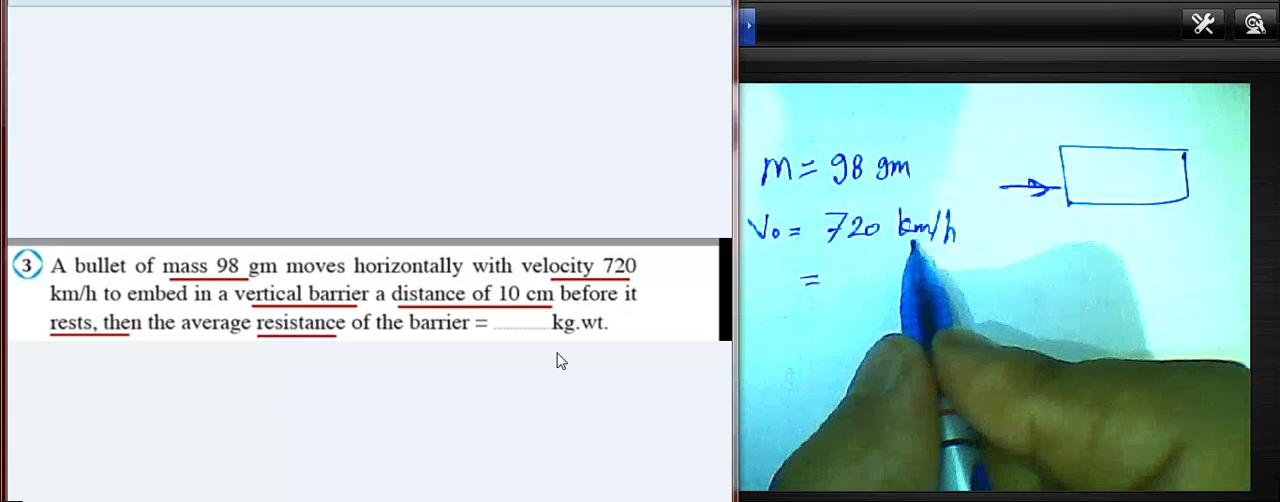 3 A bullet of mass 98 gm moves horizontally with velocity 720
km/h to embed in a vertical barrier a distance of 10 cm before it
rests, then the average resistance of the barrier = ............ kg.wt.
m = 98 gm
V₀ = 720 km/h
=